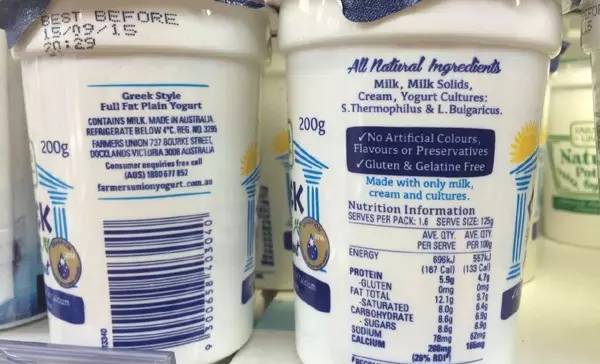 BEST BEFORE
15/09/15
20:29
Greek Style
Full Fat Plain Yogurt
CONTAINS MILK. MADE IN AUSTRALIA
REFRIGERATE BELOW 4°C. REG. NO. 3295
200g
FARMERS UNION 737 BOURKE STREET,
DOCKLANDS VICTORIA 3008 AUSTRALIA
Consumer enquiries free call
(AUS) 1800 677 852
farmersunionyogurt.com.au
9 310036 140304
All Natural Ingredients
Milk, Milk Solids,
Cream, Yogurt Cultures:
S.Thermophilus & L.Bulgaricus.
200g
✓No Artificial Colours,
Flavours or Preservatives
✓Gluten & Gelatine Free
Made with only milk,
cream and cultures.
Nutrition Information
SERVES PER PACK: 1.6 SERVE SIZE: 125g
AVE. QTY. AVE. QTY.
PER SERVE PER 100g
ENERGY 696kJ 557kJ
(167 Cal) (133 Cal)
PROTEIN 5.9g 4.7g
-GLUTEN 0mg 0mg
FAT TOTAL 12.1g 9.7g
-SATURATED 8.0g 6.4g
CARBOHYDRATE 8.6g 6.9g
- SUGARS 8.6g 6.9g
SODIUM 78mg 62mg
CALCIUM 208mg 166mg
(26% RDI*)
Natu